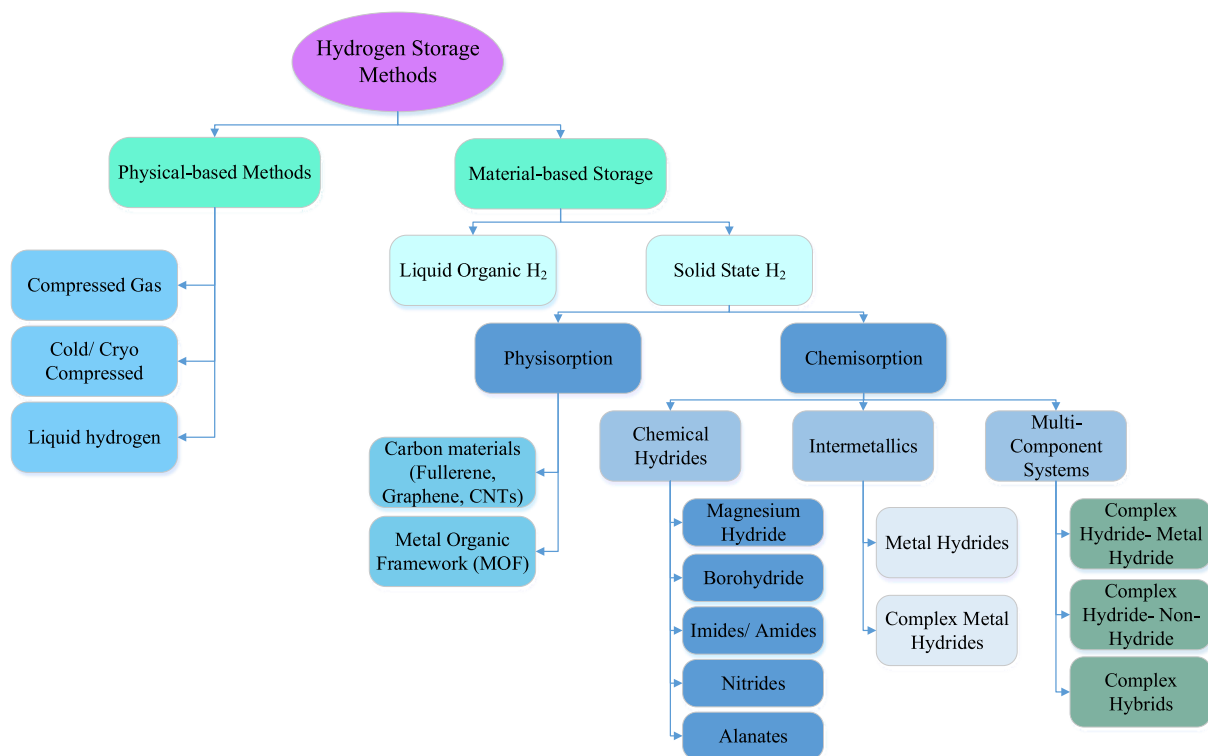 Hydrogen Storage
Methods
Physical-based Methods
Material-based Storage
Compressed Gas
Cold/ Cryo
Compressed
Liquid hydrogen
Liquid Organic H₂
Solid State H₂
Physisorption
Chemisorption
Carbon materials
(Fullerene,
Graphene, CNTs)
Metal Organic
Framework (MOF)
Chemical
Hydrides
Intermetallics
Multi-
Component
Systems
Magnesium
Hydride
Borohydride
Imides/ Amides
Nitrides
Alanates
Metal Hydrides
Complex Metal
Hydrides
Complex
Hydride- Metal
Hydride
Complex
Hydride- Non-
Hydride
Complex
Hybrids